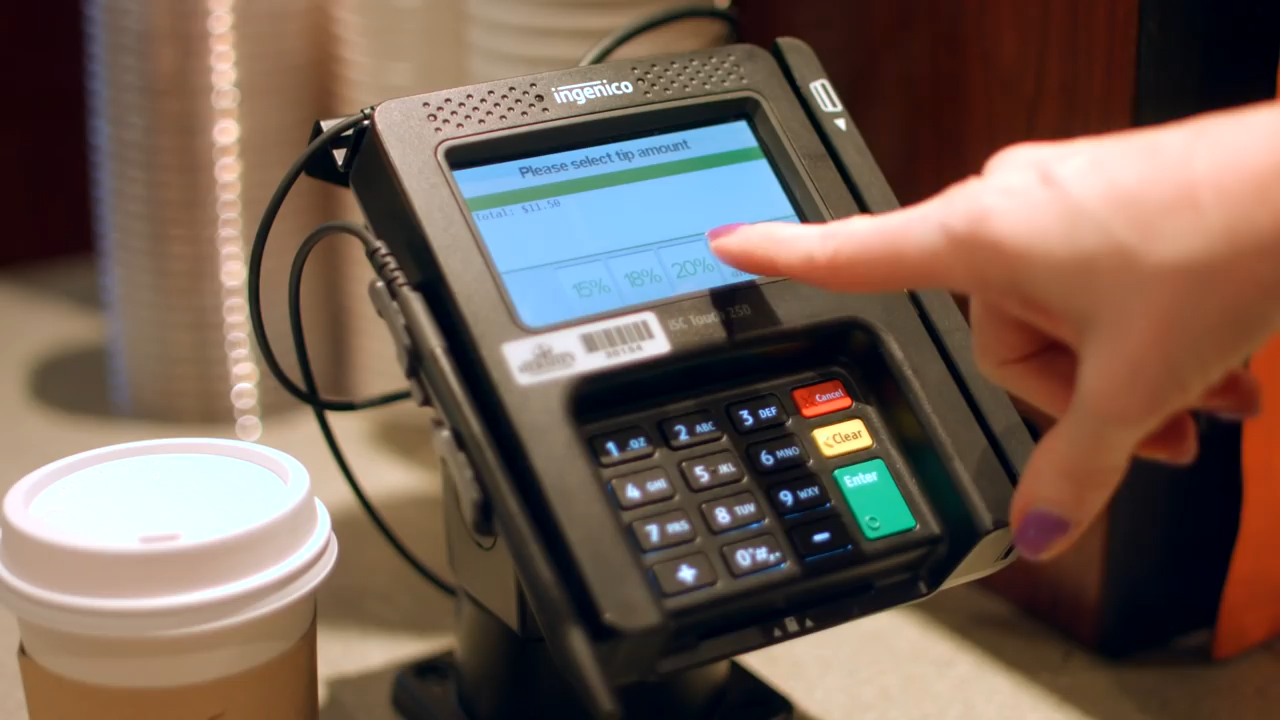 ingenico
Please select tip amount
Total: $11.50
15% 18% 20%
iSC Touch 250
1 .QZ
2 ABC
3 DEF
Cancel
4 GHI
5 JKL
6 MNO
Clear
7 PRS
8 TUV
9 WXY
Enter
+
0
-